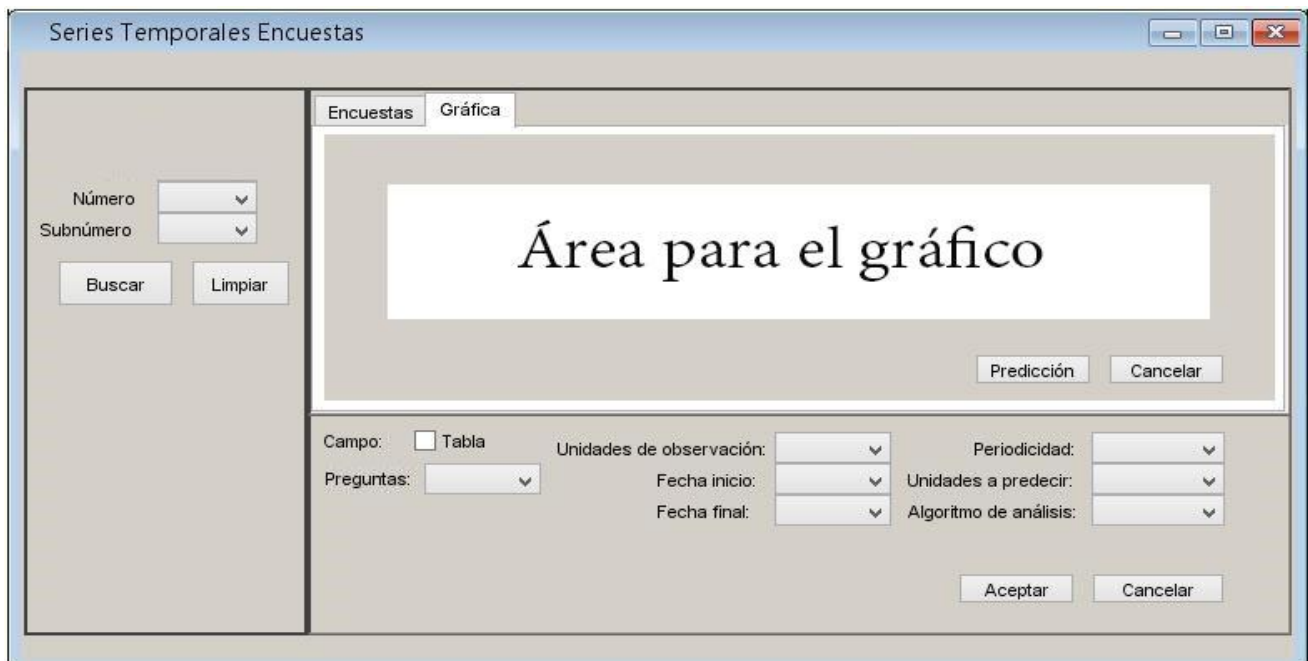 Series Temporales Encuestas
Número
Subnúmero
Buscar Limpiar
Encuestas Gráfica
Área para el gráfico
Predicción Cancelar
Campo: Tabla Unidades de observación: Periodicidad:
Preguntas: Fecha inicio: Unidades a predecir:
Fecha final: Algoritmo de análisis:
Aceptar Cancelar